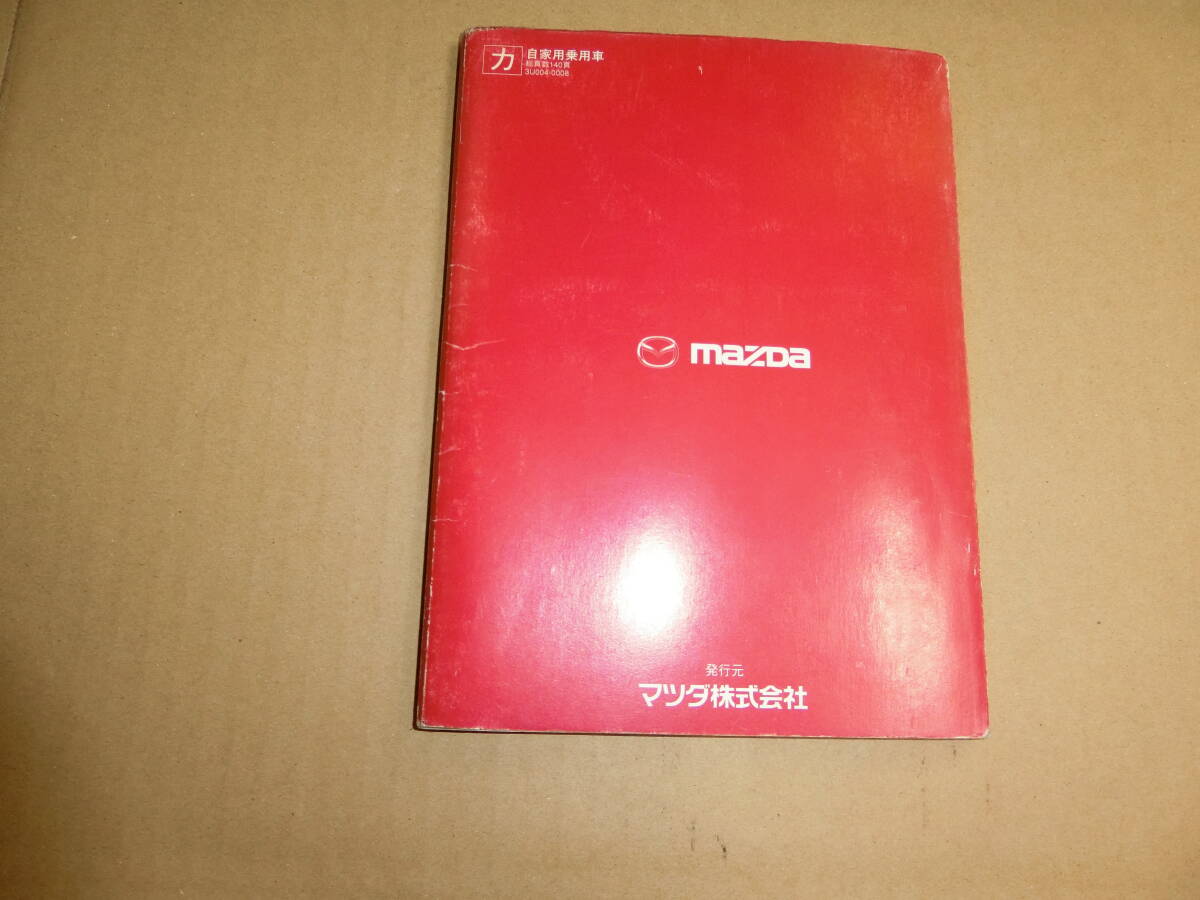 カ
自家用乗用車
総頁数140頁
3U004-0008
mazda
発行元
マツダ株式会社